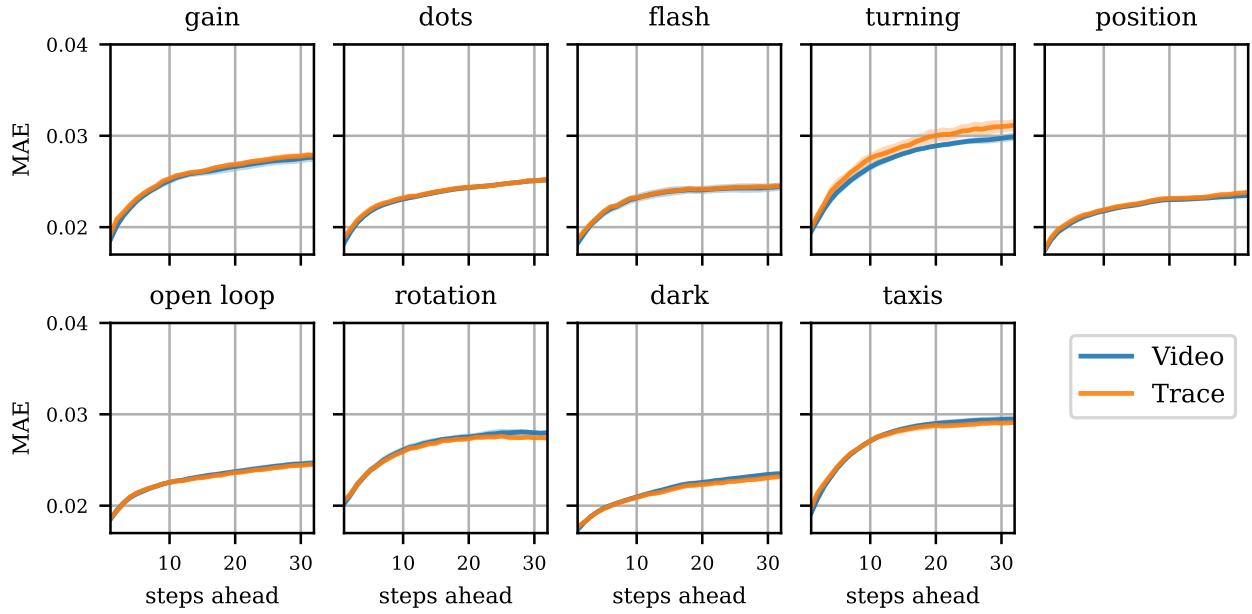 gain dots flash turning position
0.04
0.03
0.02
MAE
open loop rotation dark taxis
0.04
0.03
0.02
MAE
Video
Trace
10 20 30 10 20 30 10 20 30 10 20 30
steps ahead steps ahead steps ahead steps ahead